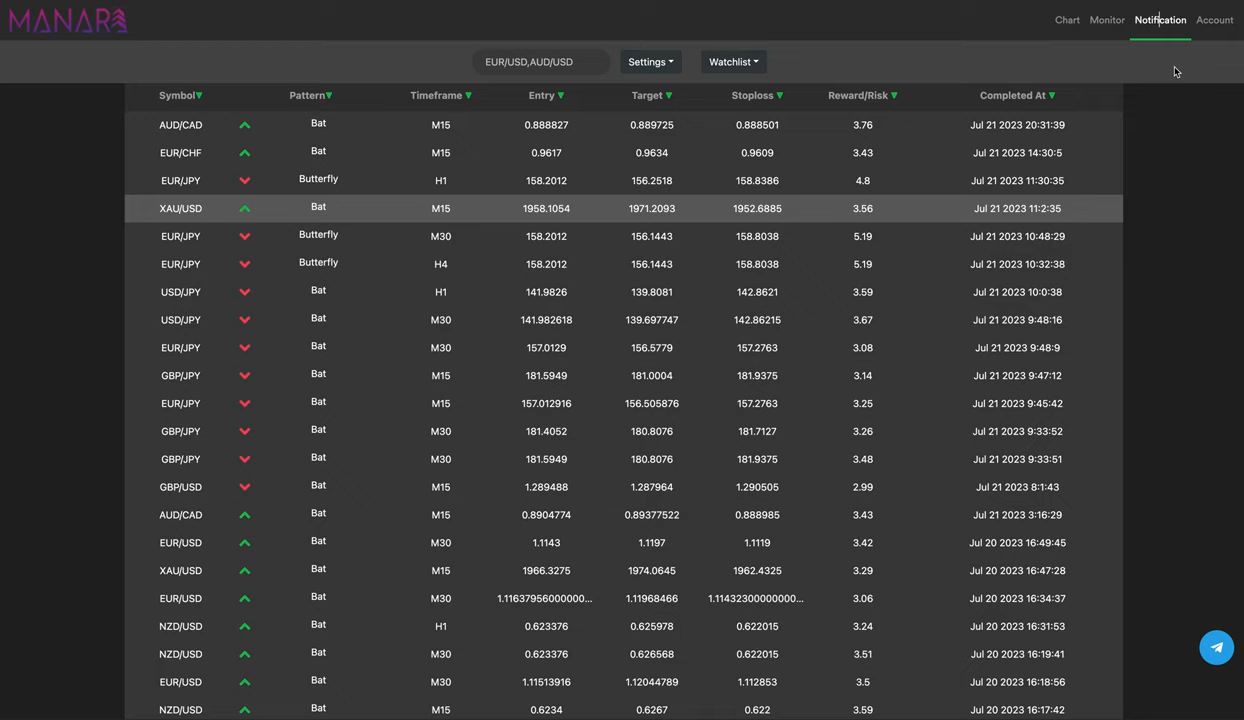 MANARA
Chart Monitor Notification Account
EUR/USD,AUD/USD Settings Watchlist
Symbol Pattern Timeframe Entry Target Stoploss Reward/Risk Completed At
AUD/CAD Bat M15 0.888827 0.889725 0.888501 3.76 Jul 21 2023 20:31:39
EUR/CHF Bat M15 0.9617 0.9634 0.9609 3.43 Jul 21 2023 14:30:5
EUR/JPY Butterfly H1 158.2012 156.2518 158.8386 4.8 Jul 21 2023 11:30:35
XAU/USD Bat M15 1958.1054 1971.2093 1952.6885 3.56 Jul 21 2023 11:2:35
EUR/JPY Butterfly M30 158.2012 156.1443 158.8038 5.19 Jul 21 2023 10:48:29
EUR/JPY Butterfly H4 158.2012 156.1443 158.8038 5.19 Jul 21 2023 10:32:38
USD/JPY Bat H1 141.9826 139.8081 142.8621 3.59 Jul 21 2023 10:0:38
USD/JPY Bat M30 141.982618 139.697747 142.86215 3.67 Jul 21 2023 9:48:16
EUR/JPY Bat M30 157.0129 156.5779 157.2763 3.08 Jul 21 2023 9:48:9
GBP/JPY Bat M15 181.5949 181.0004 181.9375 3.14 Jul 21 2023 9:47:12
EUR/JPY Bat M15 157.012916 156.505876 157.2763 3.25 Jul 21 2023 9:45:42
GBP/JPY Bat M30 181.4052 180.8076 181.7127 3.26 Jul 21 2023 9:33:52
GBP/JPY Bat M30 181.5949 180.8076 181.9375 3.48 Jul 21 2023 9:33:51
GBP/USD Bat M15 1.289488 1.287964 1.290505 2.99 Jul 21 2023 8:1:43
AUD/CAD Bat M15 0.8904774 0.89377522 0.888985 3.43 Jul 21 2023 3:16:29
EUR/USD Bat M30 1.1143 1.1197 1.1119 3.42 Jul 20 2023 16:49:45
XAU/USD Bat M15 1966.3275 1974.0645 1962.4325 3.29 Jul 20 2023 16:47:28
EUR/USD Bat M30 1.11637956000000... 1.11968466 1.11432300000000... 3.06 Jul 20 2023 16:34:37
NZD/USD Bat H1 0.623376 0.625978 0.622015 3.24 Jul 20 2023 16:31:53
NZD/USD Bat M30 0.623376 0.626568 0.622015 3.51 Jul 20 2023 16:19:41
EUR/USD Bat M30 1.11513916 1.12044789 1.112853 3.5 Jul 20 2023 16:18:56
NZD/USD Bat M15 0.6234 0.6267 0.622 3.59 Jul 20 2023 16:17:42